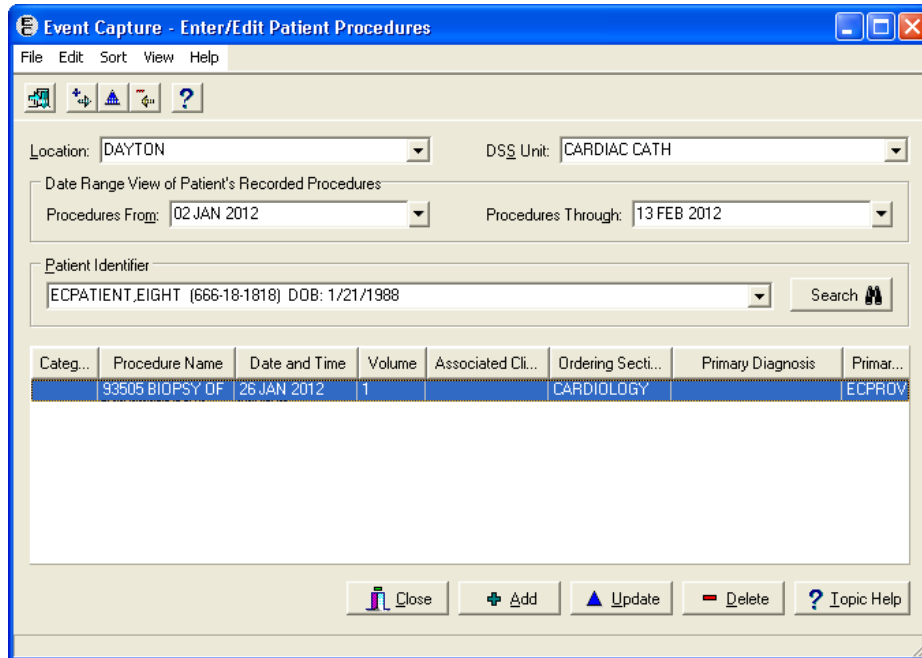 Event Capture - Enter/Edit Patient Procedures
File Edit Sort View Help
Location: DAYTON DSS Unit: CARDIAC CATH
Date Range View of Patient's Recorded Procedures
Procedures From: 02 JAN 2012 Procedures Through: 13 FEB 2012
Patient Identifier
ECPATIENT,EIGHT (666-18-1818) DOB: 1/21/1988 Search
Categ... Procedure Name Date and Time Volume Associated Cli... Ordering Secti... Primary Diagnosis Primar...
93505 BIOPSY OF 26 JAN 2012 1 CARDIOLOGY ECPROV
Close Add Update Delete ? Topic Help